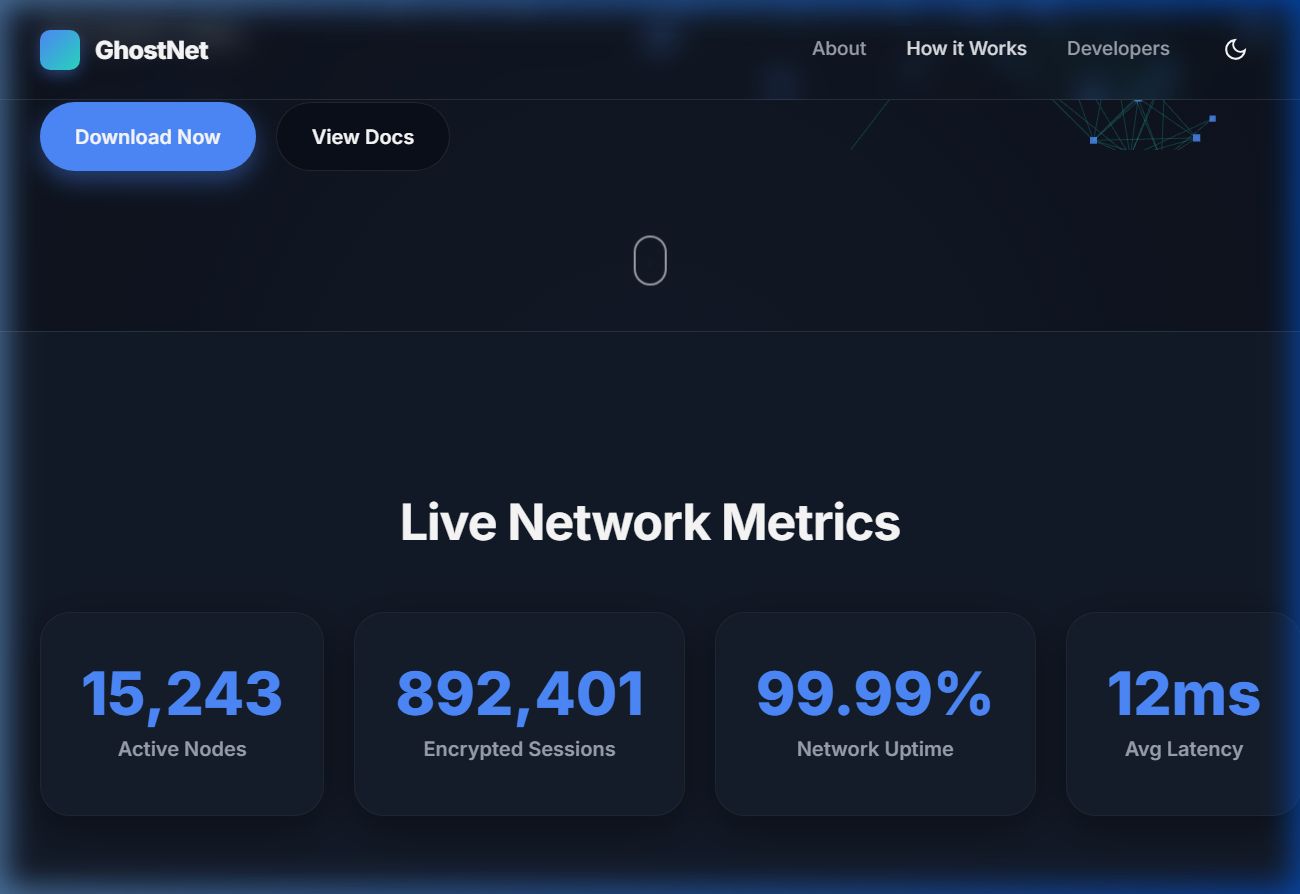 GhostNet
About
How it Works
Developers
Download Now
View Docs
Live Network Metrics
15,243
Active Nodes
892,401
Encrypted Sessions
99.99%
Network Uptime
12ms
Avg Latency